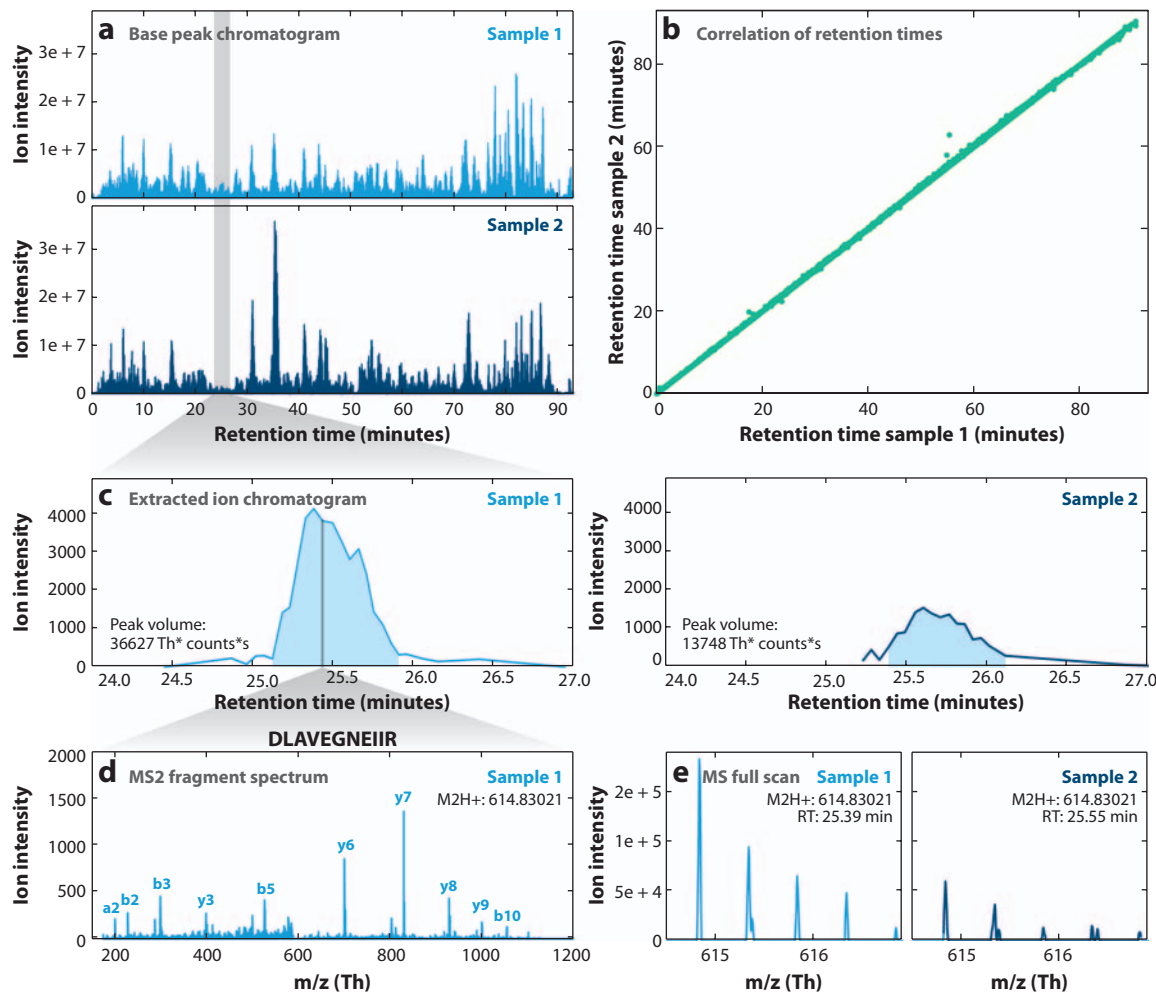 a Base peak chromatogram Sample 1
Ion intensity
3e + 7
2e + 7
1e + 7
0
Sample 2
Ion intensity
3e + 7
2e + 7
1e + 7
0
0 10 20 30 40 50 60 70 80 90
Retention time (minutes)
b Correlation of retention times
Retention time sample 2 (minutes)
80
60
40
20
0
0 20 40 60 80
Retention time sample 1 (minutes)
c Extracted ion chromatogram Sample 1
Ion intensity
4000
3000
2000
1000
0
Peak volume:
36627 Th* counts*s
24.0 24.5 25.0 25.5 26.0 26.5 27.0
Retention time (minutes)
Sample 2
Ion intensity
4000
3000
2000
1000
0
Peak volume:
13748 Th* counts*s
24.0 24.5 25.0 25.5 26.0 26.5 27.0
Retention time (minutes)
DLAVEGNEIIR
d MS2 fragment spectrum Sample 1
M2H+: 614.83021
Ion intensity
2000
1500
1000
500
0
a2 b2 b3 y3 b5 y6 y7 y8 y9 b10
200 400 600 800 1000 1200
m/z (Th)
e MS full scan Sample 1
M2H+: 614.83021
RT: 25.39 min
Ion intensity
2e + 5
1e + 5
5e + 4
0
615 616
m/z (Th)
Sample 2
M2H+: 614.83021
RT: 25.55 min
615 616
m/z (Th)